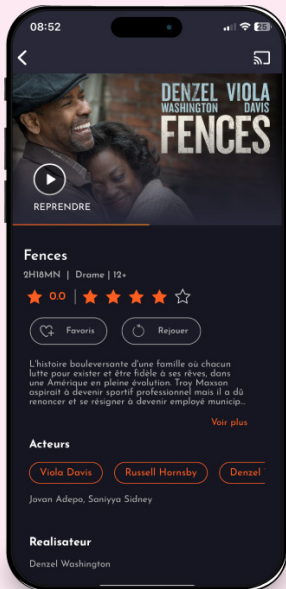 08:52
DENZEL VIOLA
WASHINGTON DAVIS
FENCES
REPRENDRE
Fences
2H18MN | Drame | 12+
0.0
Favoris
Rejouer
L'histoire bouleversante d'une famille où chacun
lutte pour exister et être fidèle à ses rêves, dans
une Amérique en pleine évolution. Troy Maxson
aspirait à devenir sportif professionnel mais il a dû
renoncer et se résigner à devenir employé municip...
Voir plus
Acteurs
Viola Davis
Russell Hornsby
Denzel
Jovan Adepo, Saniyya Sidney
Realisateur
Denzel Washington